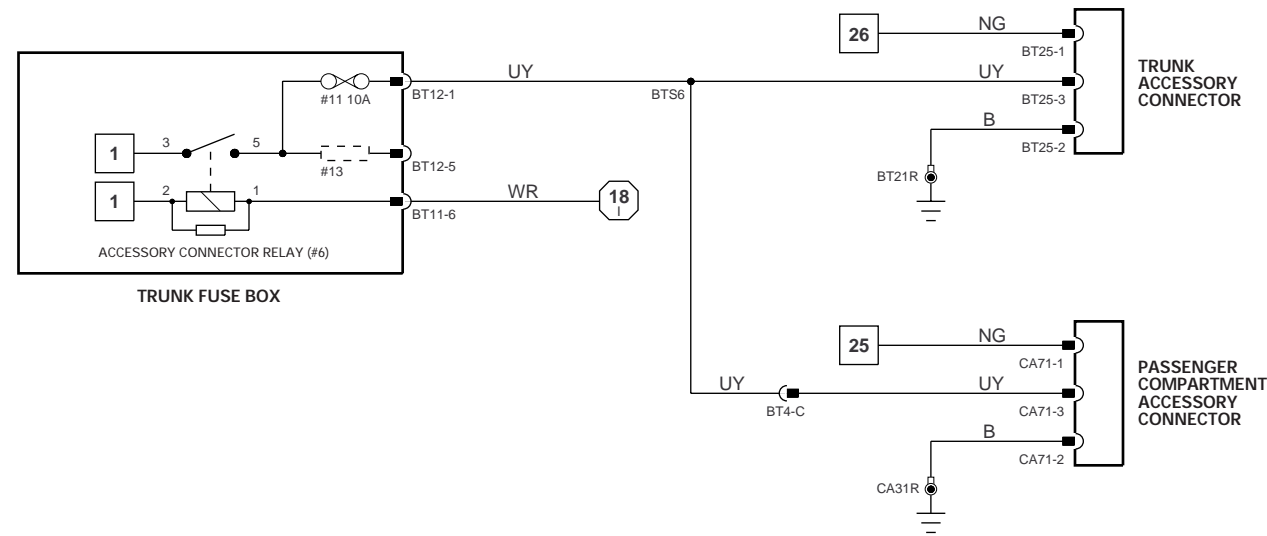 26
NG
BT25-1
UY
BT12-1
BTS6
UY
BT25-3
TRUNK
ACCESSORY
CONNECTOR
#11 10A
B
BT25-2
1
3
5
#13
BT12-5
BT21R
1
2
1
BT11-6
WR
18
I
ACCESSORY CONNECTOR RELAY (#6)
TRUNK FUSE BOX
25
NG
CA71-1
UY
BT4-C
UY
CA71-3
PASSENGER
COMPARTMENT
ACCESSORY
CONNECTOR
B
CA71-2
CA31R